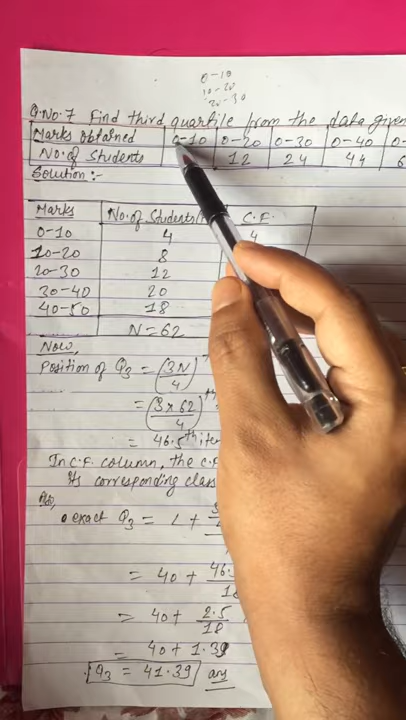 0-10
10-20
20-30
Q.No.7 Find third quartile from the data given
Marks obtained 0-10 0-20 0-30 0-40 0-
No. of Students 12 24 44 6
Solution:-
Marks No. of Students C.F.
0-10 4 4
10-20 8
20-30 12
30-40 20
40-50 18
N = 62
Now,
Position of Q3 = (3N/4)
= (3x62/4)th
= 46.5th item
In C.F. column, the C.F
Its corresponding class
exact Q3 = L +
= 40 + 46.
= 40 + 2.5/18
= 40 + 1.39
Q3 = 41.39 ans